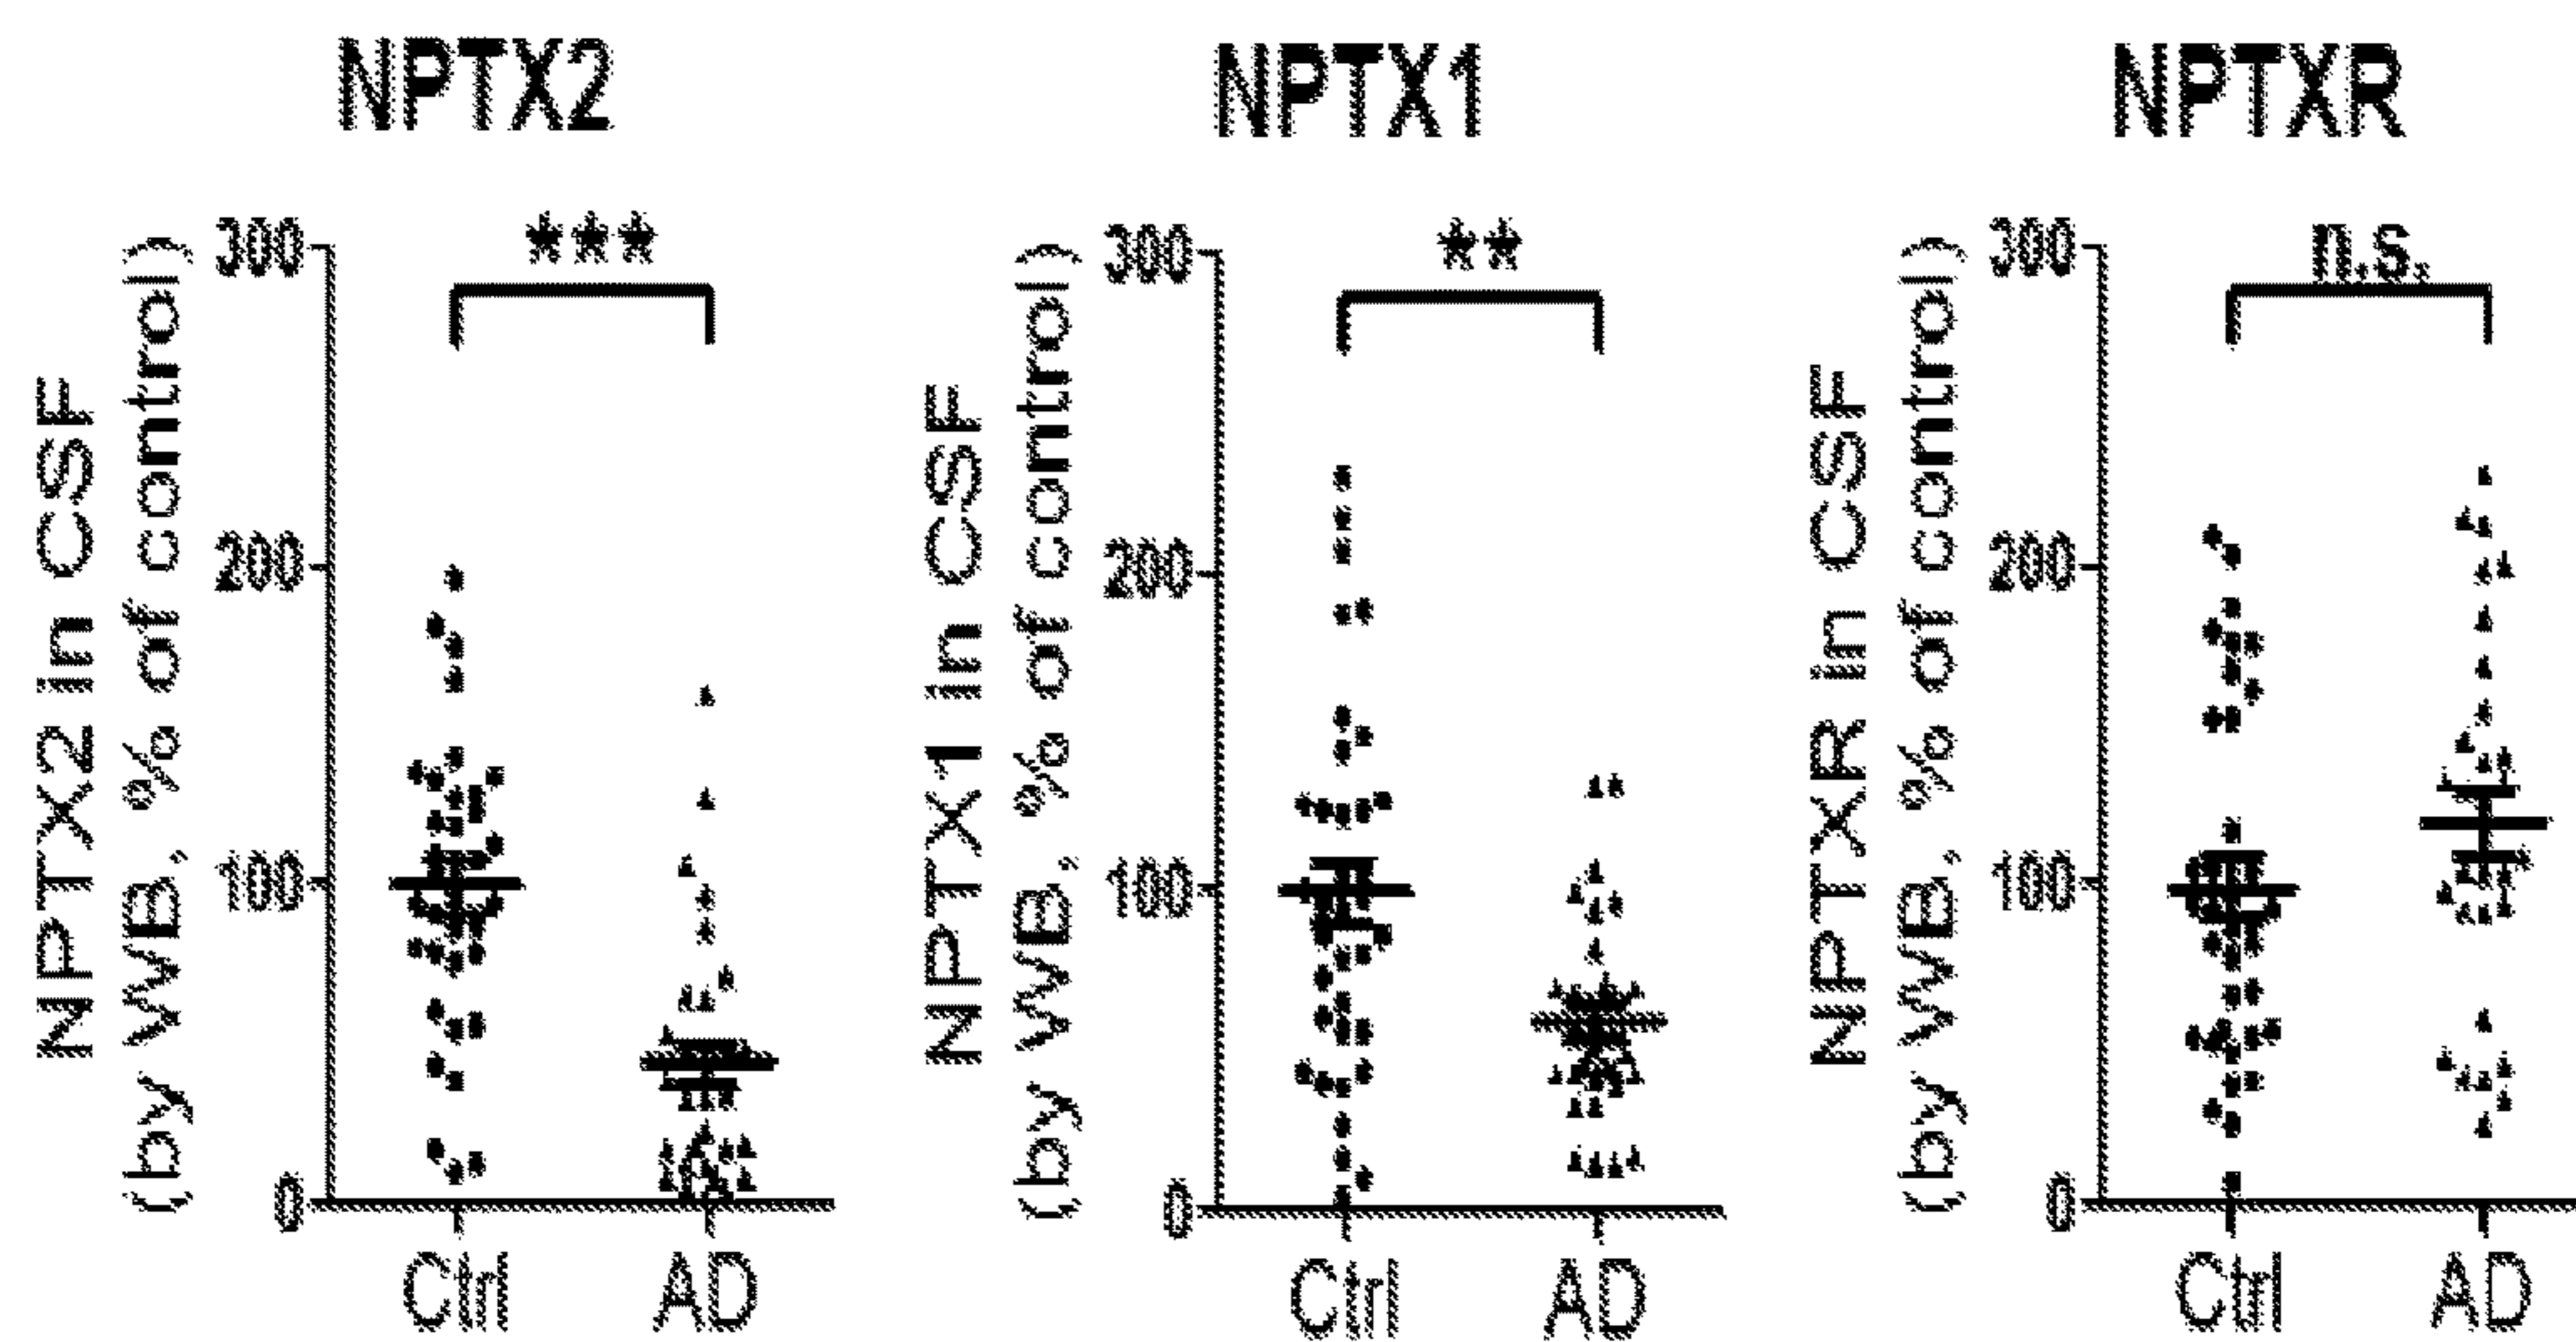 NPTX2
NPTX1
NPTXR
NPTX2 in CSF
(by WB, % of control)
300
200
100
0
***
Ctrl
AD
NPTX1 in CSF
(by WB, % of control)
300
200
100
0
**
Ctrl
AD
NPTXR in CSF
(by WB, % of control)
300
200
100
0
n.s.
Ctrl
AD